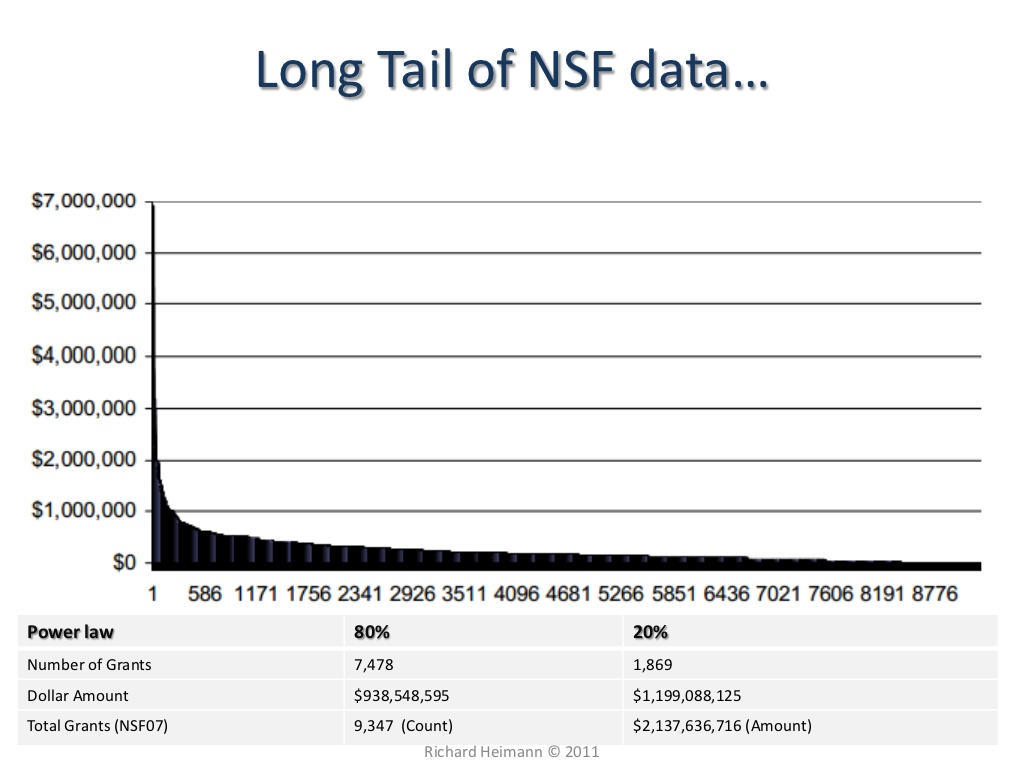 Long Tail of NSF data…
$7,000,000
$6,000,000
$5,000,000
$4,000,000
$3,000,000
$2,000,000
$1,000,000
$0
1 586 1171 1756 2341 2926 3511 4096 4681 5266 5851 6436 7021 7606 8191 8776
Power law 80% 20%
Number of Grants 7,478 1,869
Dollar Amount $938,548,595 $1,199,088,125
Total Grants (NSF07) 9,347 (Count) $2,137,636,716 (Amount)
Richard Heimann © 2011